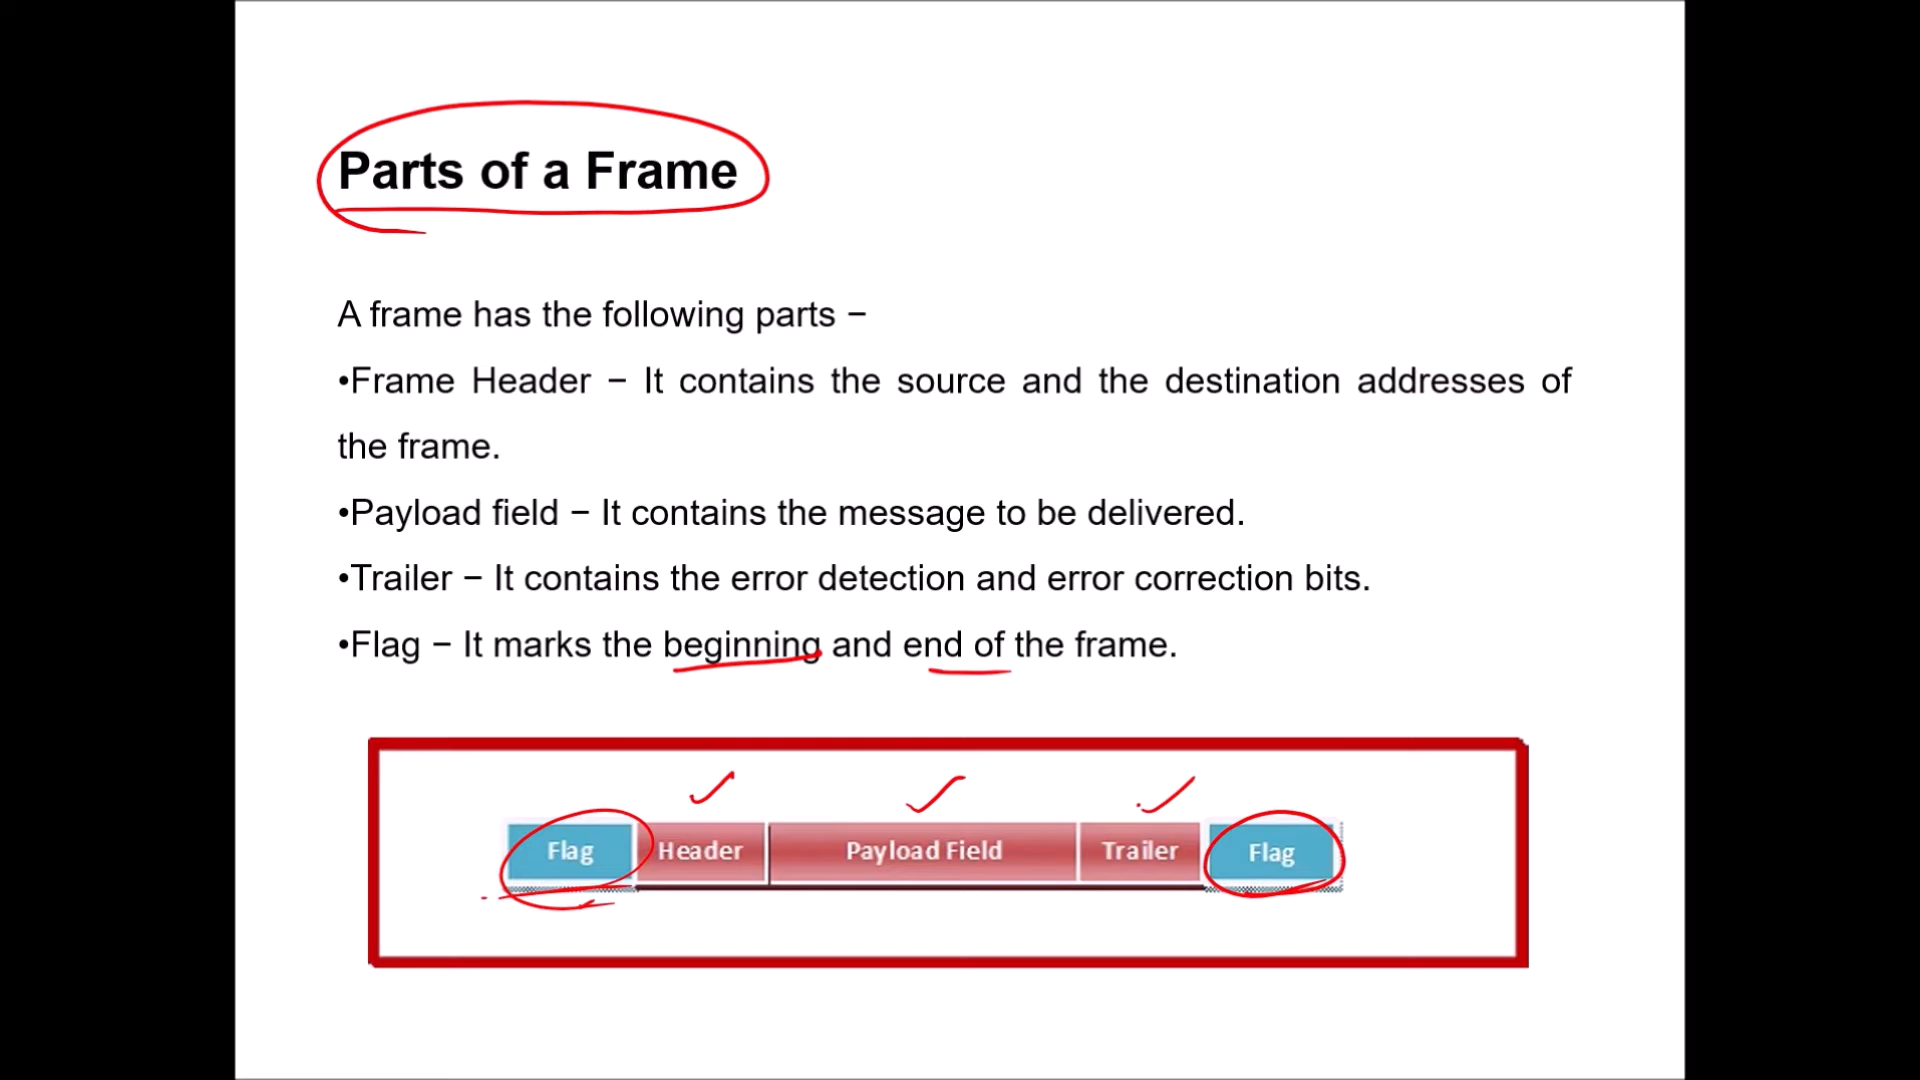 Parts of a Frame
A frame has the following parts −
•Frame Header − It contains the source and the destination addresses of
the frame.
•Payload field − It contains the message to be delivered.
•Trailer − It contains the error detection and error correction bits.
•Flag − It marks the beginning and end of the frame.
Flag Header Payload Field Trailer Flag